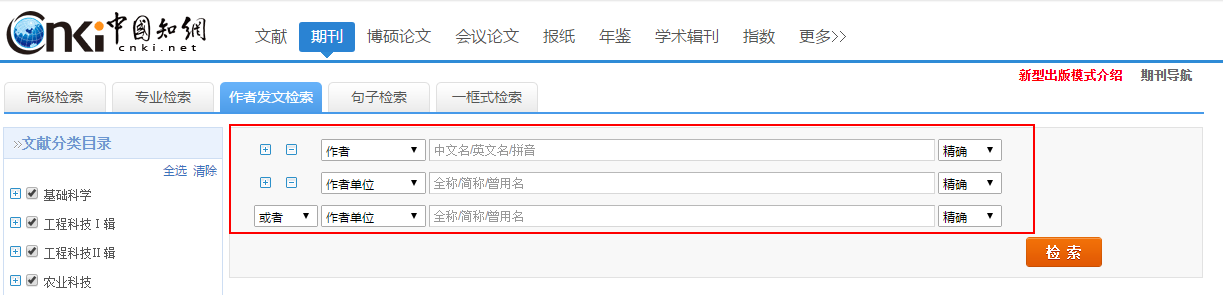 Cnki中國知網
cnki.net
文献 期刊 博硕论文 会议论文 报纸 年鉴 学术辑刊 指数 更多>>
新型出版模式介绍 期刊导航
高级检索 专业检索 作者发文检索 句子检索 一框式检索
»文献分类目录
全选 清除
基础科学
工程科技Ⅰ辑
工程科技II 辑
农业科技
作者 中文名/英文名/拼音 精确
作者单位 全称/简称/曾用名 精确
或者 作者单位 全称/简称/曾用名 精确
检 索